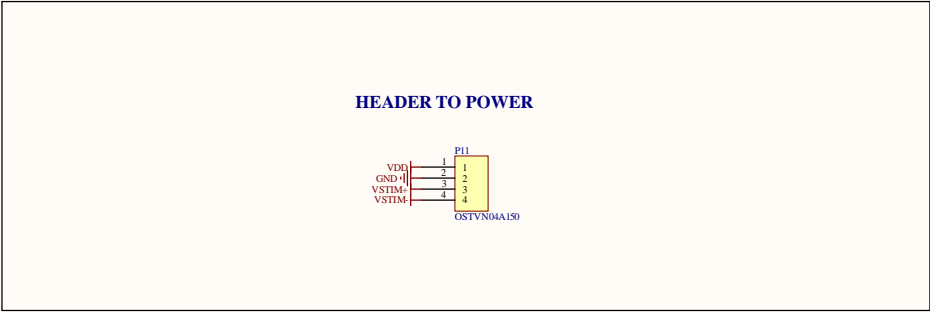 HEADER TO POWER
P11
VDD 1 1
GND 2 2
VSTIM+ 3 3
VSTIM- 4 4
OSTVN04A150